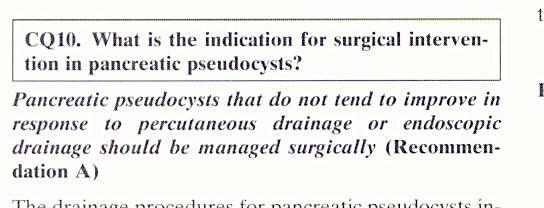 CQ10. What is the indication for surgical interven-
tion in pancreatic pseudocysts?
Pancreatic pseudocysts that do not tend to improve in
response to percutaneous drainage or endoscopic
drainage should be managed surgically (Recommen-
dation A)
The drainage procedures for pancreatic pseudocysts in-